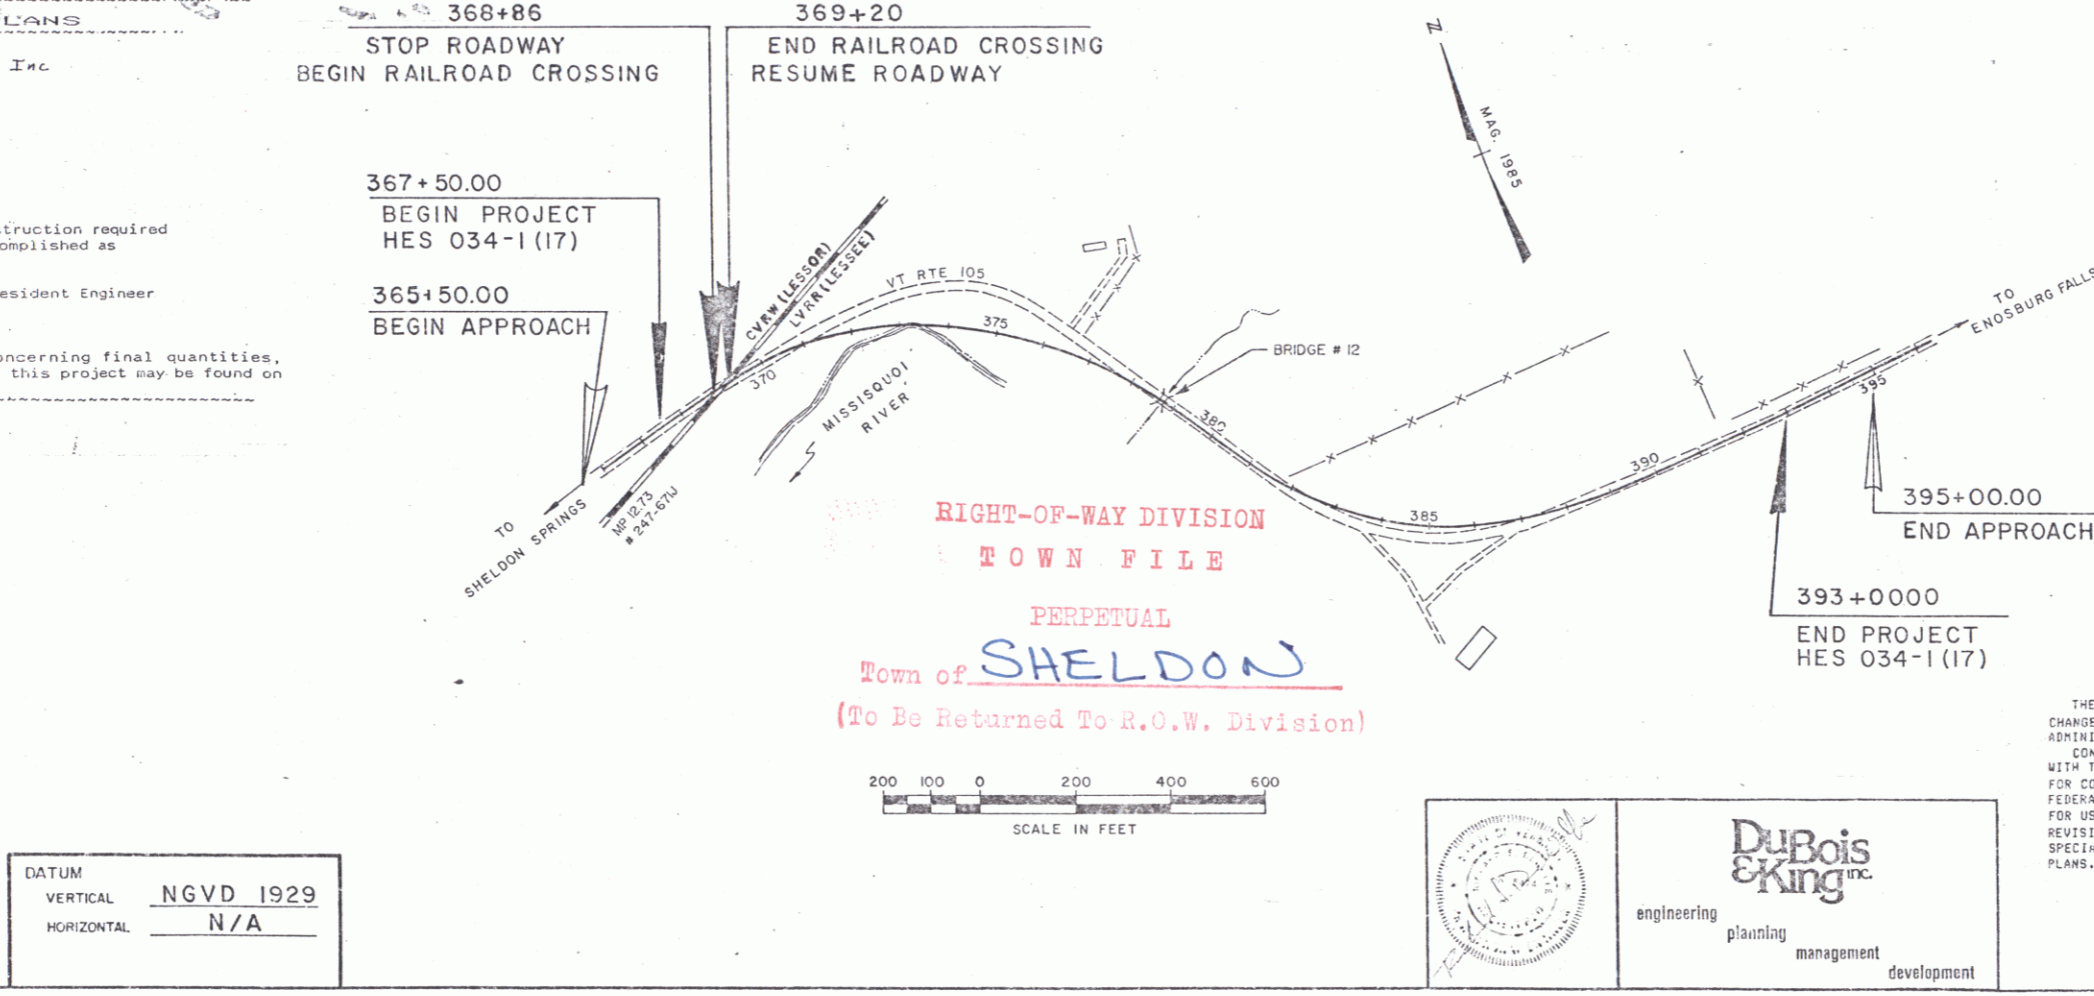 LANS
Inc
truction required
omplished as
esident Engineer
oncerning final quantities,
this project may be found on
368+86
STOP ROADWAY
BEGIN RAILROAD CROSSING
369+20
END RAILROAD CROSSING
RESUME ROADWAY
367+50.00
BEGIN PROJECT
HES 034-1(17)
365+50.00
BEGIN APPROACH
N
MAG. 1985
CVRW (LESSOR)
LVRR (LESSEE)
VT RTE 105
370
375
380
385
390
395
MISSISQUOI
RIVER
BRIDGE # 12
TO
ENOSBURG FALLS
TO
SHELDON SPRINGS
MP 12.73
# 247-671J
395+00.00
END APPROACH
393+0000
END PROJECT
HES 034-1(17)
RIGHT-OF-WAY DIVISION
TOWN FILE
PERPETUAL
Town of SHELDON
(To Be Returned To R.O.W. Division)
200 100 0 200 400 600
SCALE IN FEET
DATUM
VERTICAL NGVD 1929
HORIZONTAL N/A
DuBois
&King inc.
engineering
planning
management
development
THE
CHANGE
ADMINI
CON
WITH T
FOR CO
FEDERA
FOR US
REVISI
SPECIA
PLANS.